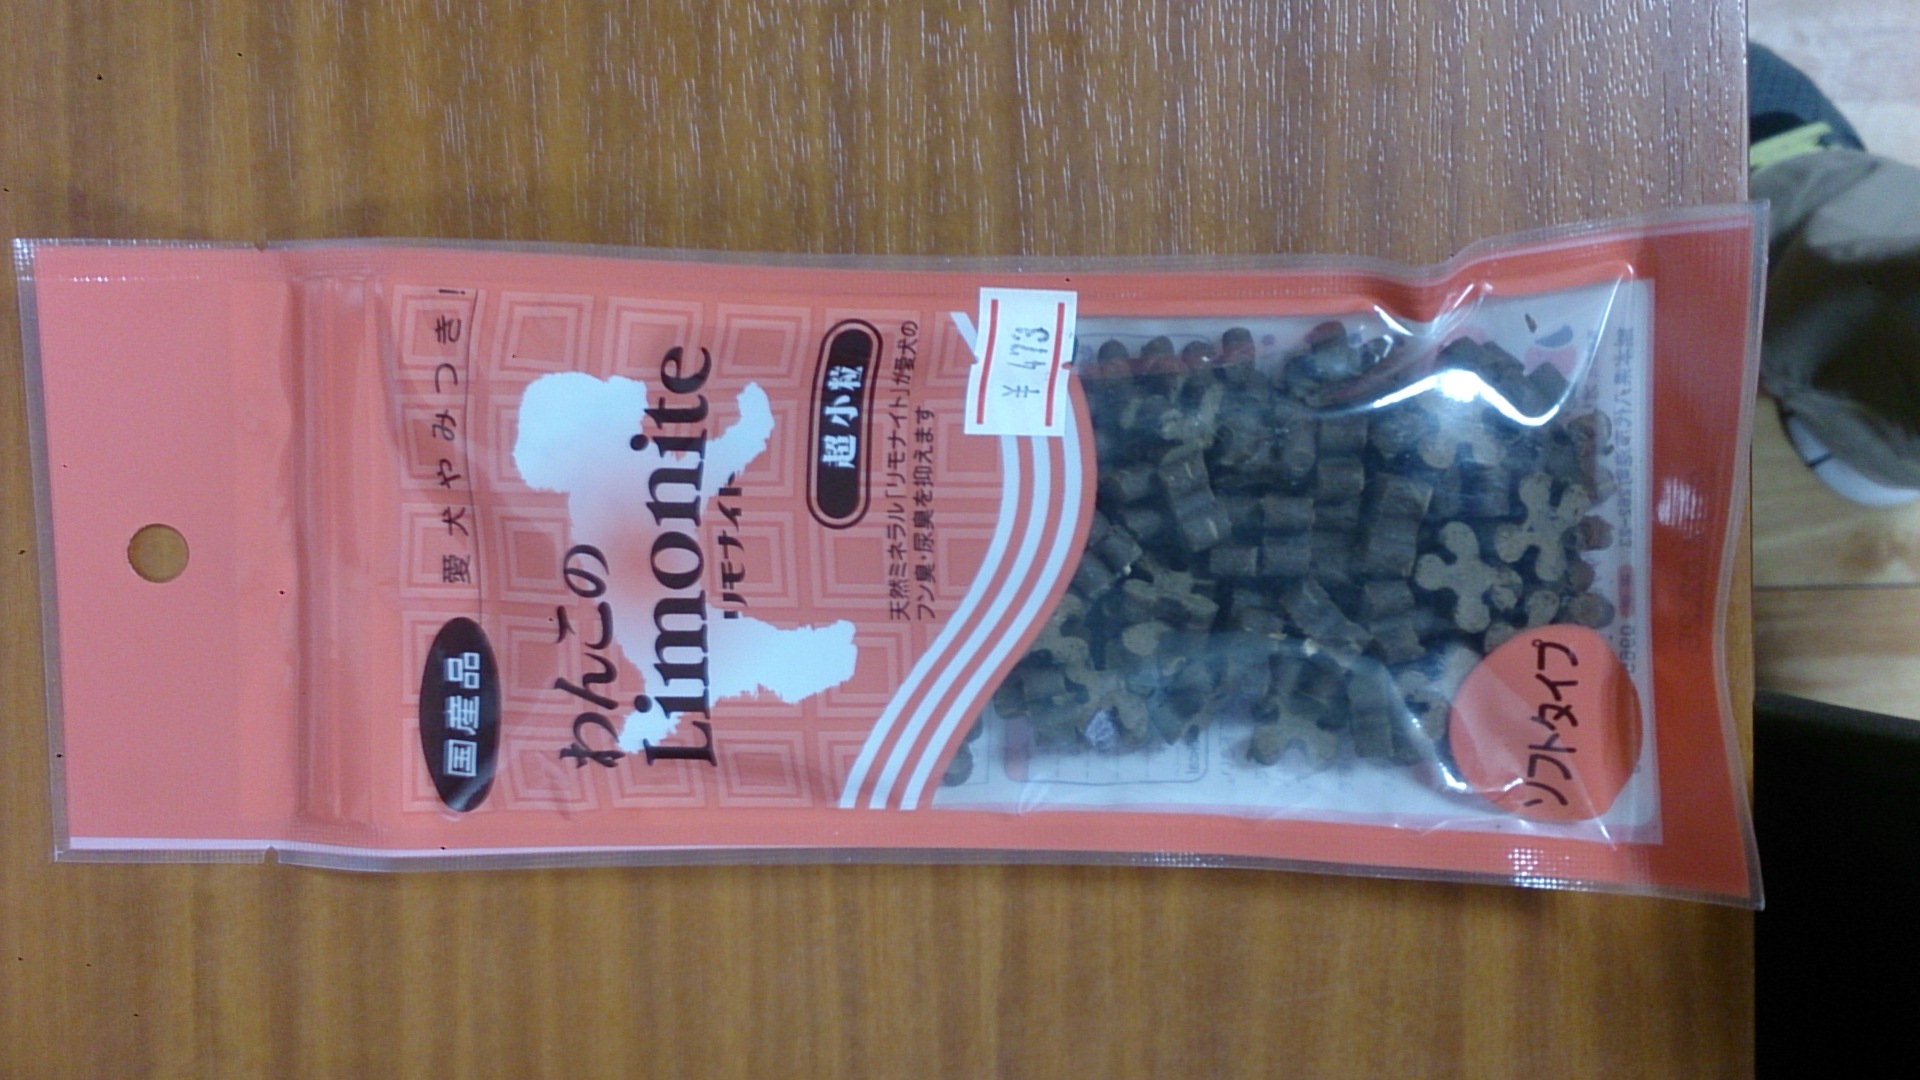 愛犬やみつき!
国産品
わんこの
Limonite
リモナイト
超小粒
天然ミネラル「リモナイト」が愛犬の
フン臭・尿臭を抑えます
¥473
ソフトタイプ